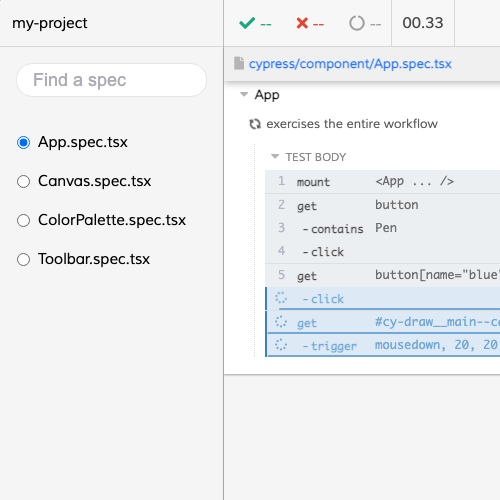 my-project
-- -- -- 00.33
Find a spec
cypress/component/App.spec.tsx
App
exercises the entire workflow
App.spec.tsx
Canvas.spec.tsx
ColorPalette.spec.tsx
Toolbar.spec.tsx
TEST BODY
1 mount <App ... />
2 get button
3 -contains Pen
4 -click
5 get button[name="blue"
-click
get #cy-draw__main--c
-trigger mousedown, 20, 20